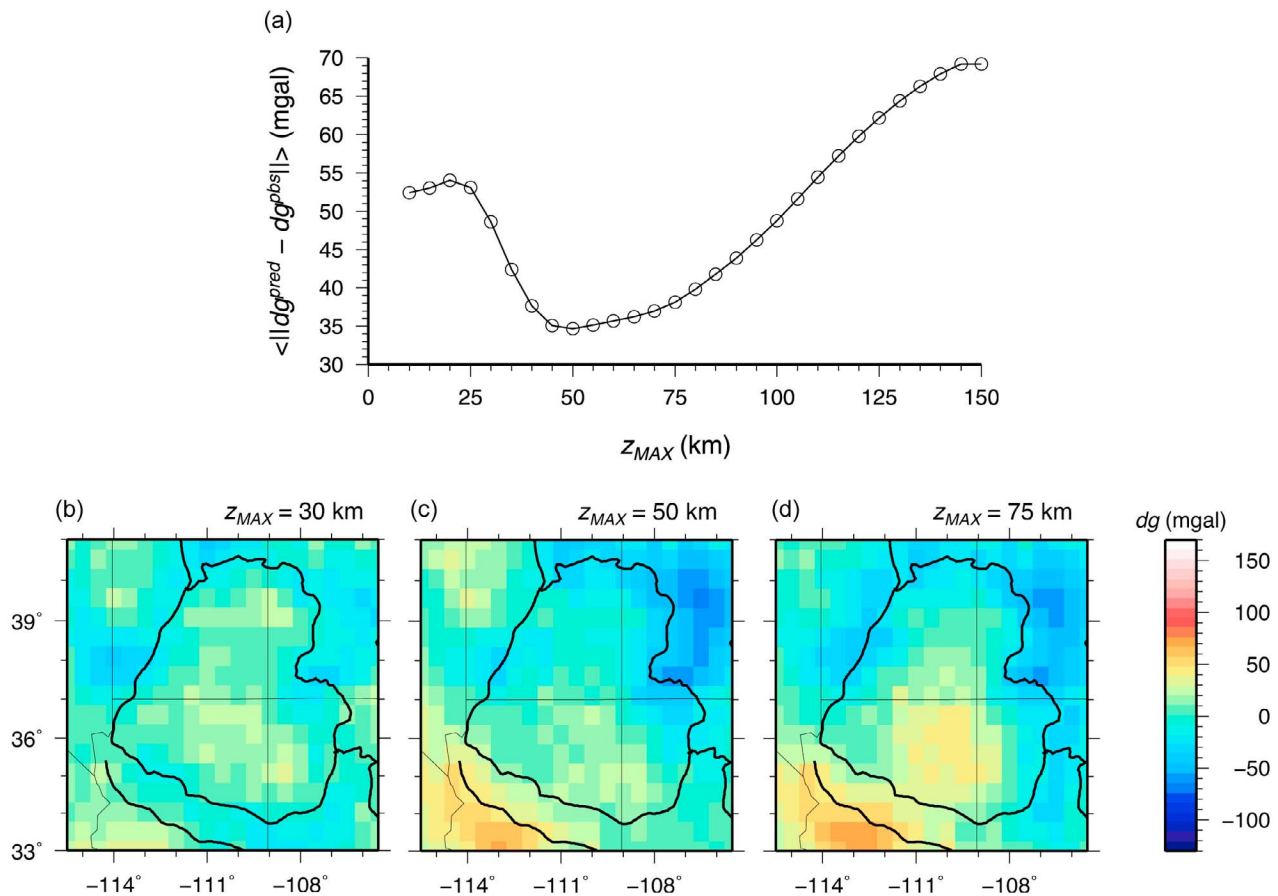 (a)
<||dg^pred − dg^pbs||> (mgal)
70
65
60
55
50
45
40
35
30
0 25 50 75 100 125 150
z_MAX (km)
(b) z_MAX = 30 km
(c) z_MAX = 50 km
(d) z_MAX = 75 km
dg (mgal)
39°
36°
33°
−114° −111° −108°
−114° −111° −108°
−114° −111° −108°
150
100
50
0
−50
−100